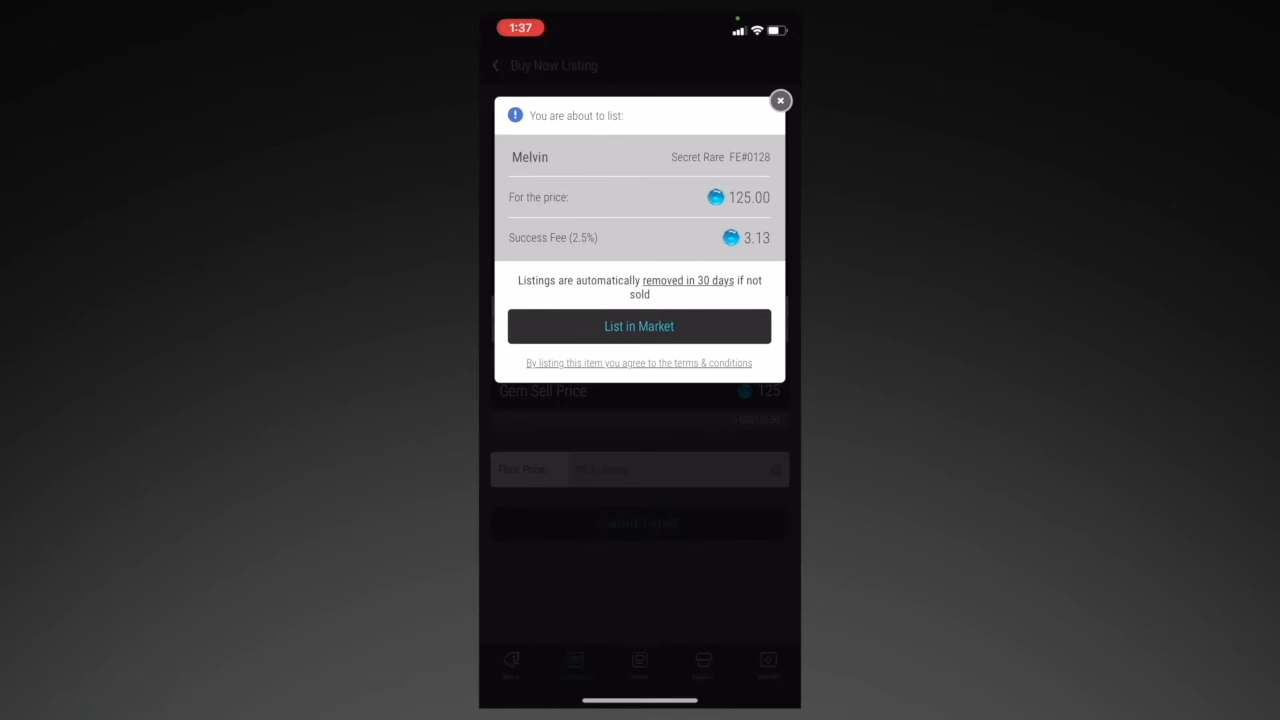 1:37
Buy Now Listing
You are about to list:
Melvin Secret Rare FE#0128
For the price: 125.00
Success Fee (2.5%) 3.13
Listings are automatically removed in 30 days if not
sold
List in Market
By listing this item you agree to the terms & conditions
Gem Sell Price 125
Floor Price: